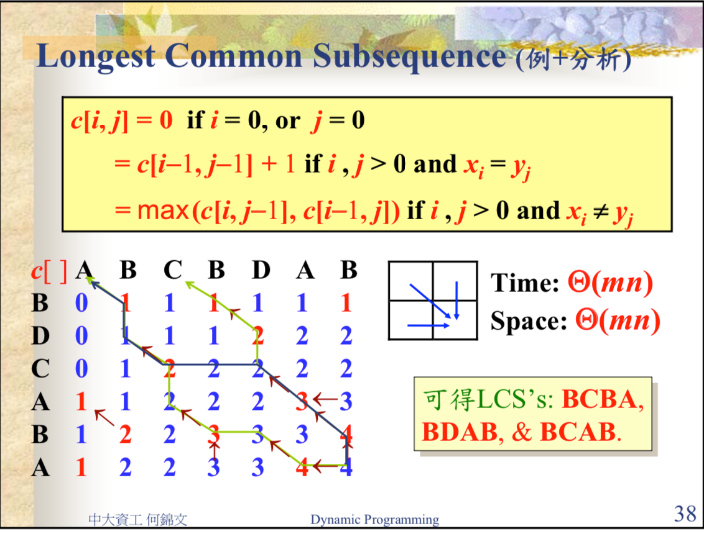 Longest Common Subsequence (例+分析)
c[i, j] = 0 if i = 0, or j = 0
= c[i–1, j–1] + 1 if i , j > 0 and xᵢ = yⱼ
= max(c[i, j–1], c[i–1, j]) if i , j > 0 and xᵢ ≠ yⱼ
c[ ] A B C B D A B
B 0 1 1 1 1 1 1
D 0 1 1 1 2 2 2
C 0 1 2 2 2 2 2
A 1 1 2 2 2 3 3
B 1 2 2 3 3 3 4
A 1 2 2 3 3 4 4
Time: Θ(mn)
Space: Θ(mn)
可得LCS's: BCBA,
BDAB, & BCAB.
中大資工 何錦文
Dynamic Programming
38